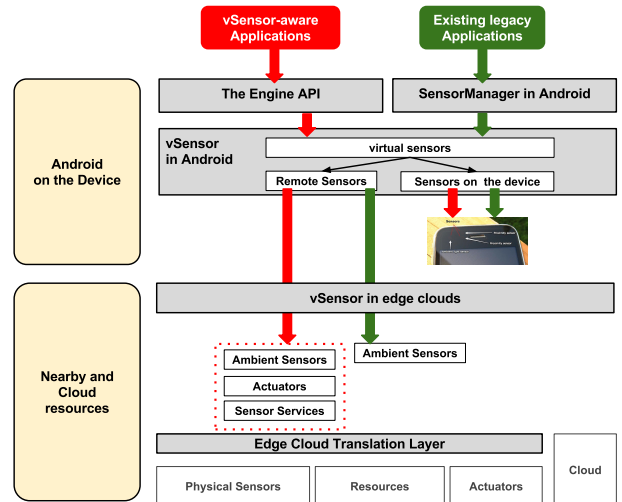 vSensor-aware
Applications
Existing legacy
Applications
The Engine API
SensorManager in Android
Android
on the Device
vSensor
in Android
virtual sensors
Remote Sensors
Sensors on the device
Sensors
vSensor in edge clouds
Nearby and
Cloud
resources
Ambient Sensors
Actuators
Sensor Services
Ambient Sensors
Edge Cloud Translation Layer
Physical Sensors
Resources
Actuators
Cloud